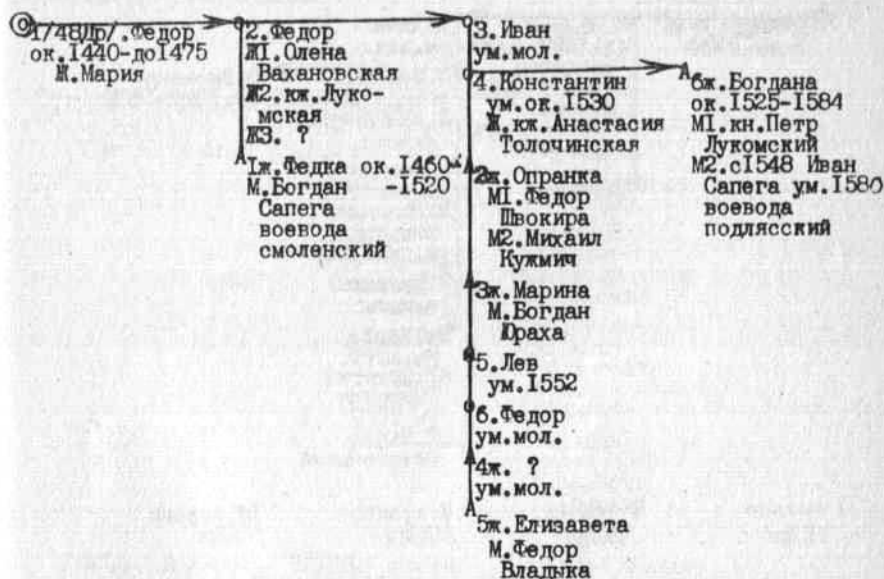 1/48Др/. Федор
ок.1440-до1475
Ж.Мария
2.Федор
Ж1.Олена
Вахановская
Ж2.кж.Луко-
мская
Ж3. ?
1ж.Федка ок.1460
М.Богдан -1520
Сапега
воевода
смоленский
3.Иван
ум.мол.
4.Константин
ум.ок.1530
Ж.кж.Анастасия
Толочинская
2ж.Опранка
М1.Федор
Швокира
М2.Михаил
Кужмич
3ж.Марина
М.Богдан
Юраха
5.Лев
ум.1552
6.Федор
ум.мол.
4ж. ?
ум.мол.
5ж.Елизавета
М.Федор
Владыка
6ж.Богдана
ок.1525-1584
М1.кн.Петр
Лукомский
М2.с1548 Иван
Сапега ум.1580
воевода
подлясский